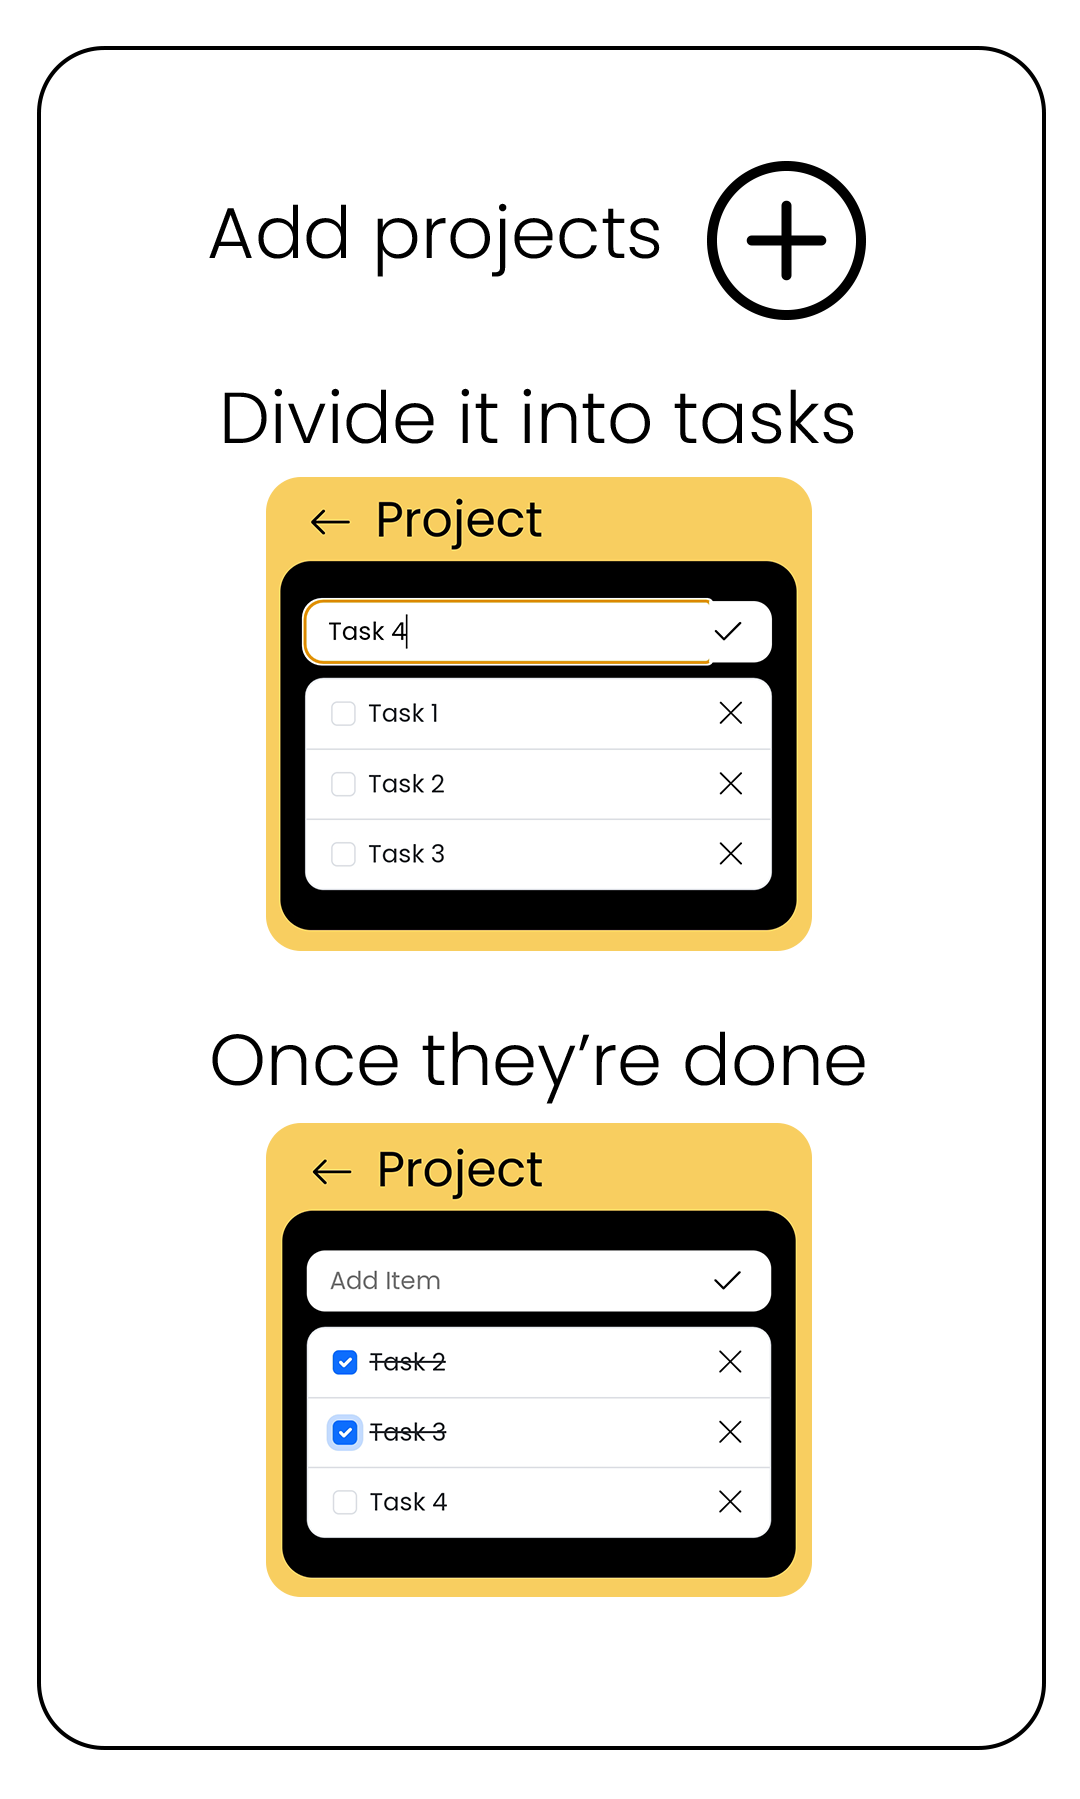 Add projects
Divide it into tasks
Project
Task 4
Task 1
Task 2
Task 3
Once they’re done
Project
Add Item
Task 2
Task 3
Task 4